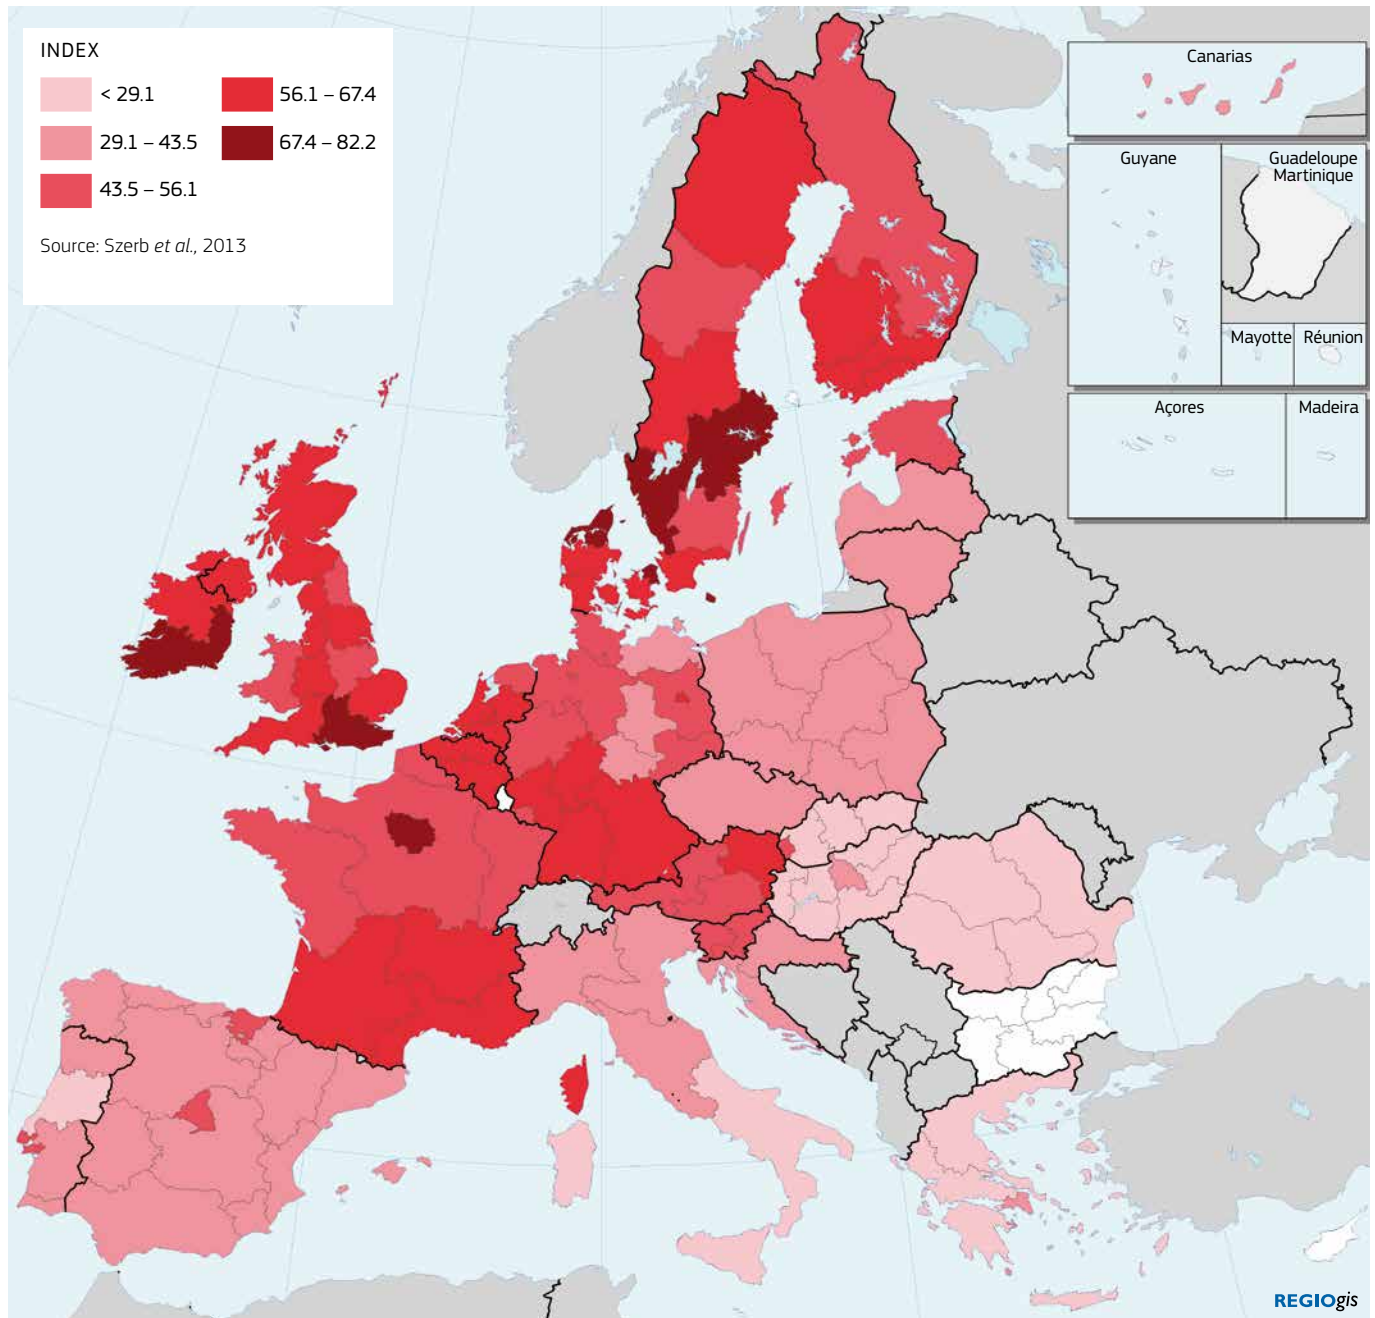 INDEX
< 29.1
29.1 – 43.5
43.5 – 56.1
56.1 – 67.4
67.4 – 82.2
Source: Szerb et al., 2013
Canarias
Guyane
Guadeloupe
Martinique
Mayotte
Réunion
Açores
Madeira
REGIOgis